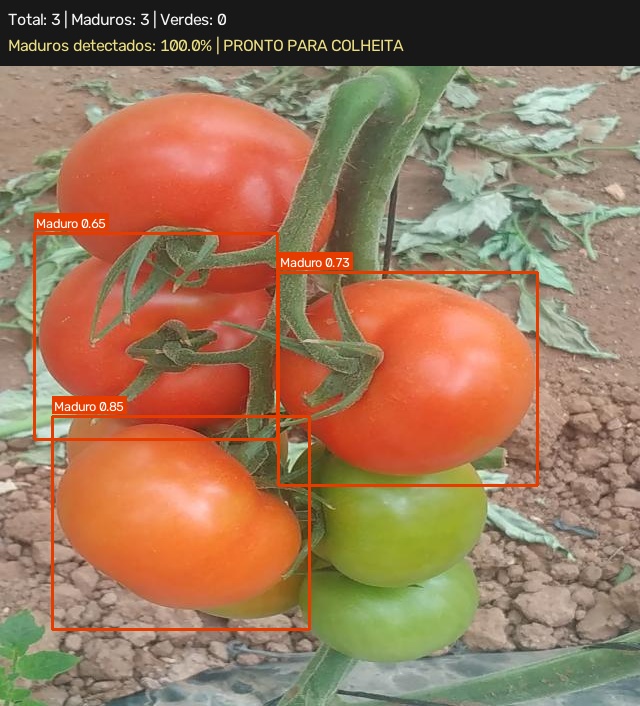 Total: 3 | Maduros: 3 | Verdes: 0
Maduros detectados: 100.0% | PRONTO PARA COLHEITA
Maduro 0.65
Maduro 0.73
Maduro 0.85